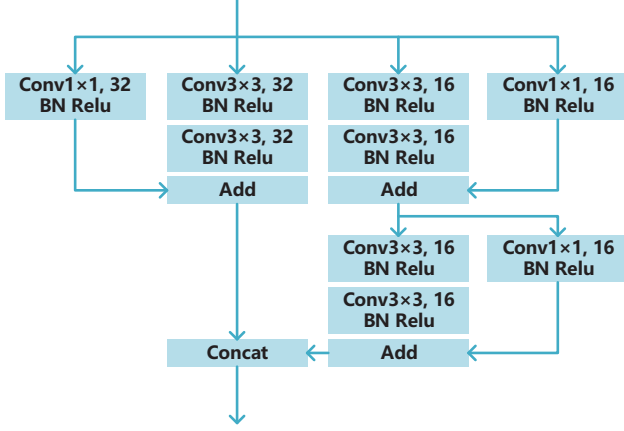 Conv1×1, 32
BN Relu
Conv3×3, 32
BN Relu
Conv3×3, 16
BN Relu
Conv1×1, 16
BN Relu
Conv3×3, 32
BN Relu
Conv3×3, 16
BN Relu
Add
Add
Conv3×3, 16
BN Relu
Conv1×1, 16
BN Relu
Conv3×3, 16
BN Relu
Concat
Add